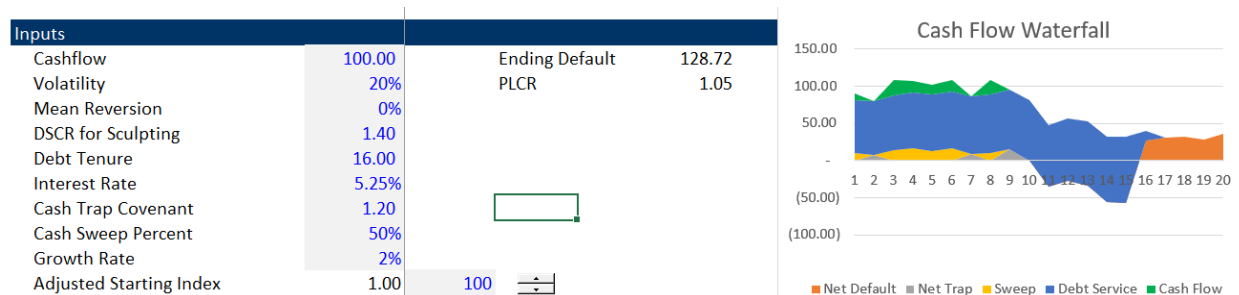 Inputs
Cashflow 100.00 Ending Default 128.72
Volatility 20% PLCR 1.05
Mean Reversion 0%
DSCR for Sculpting 1.40
Debt Tenure 16.00
Interest Rate 5.25%
Cash Trap Covenant 1.20
Cash Sweep Percent 50%
Growth Rate 2%
Adjusted Starting Index 1.00 100
Cash Flow Waterfall
150.00
100.00
50.00
-
1 2 3 4 5 6 7 8 9 10 11 12 13 14 15 16 17 18 19 20
(50.00)
(100.00)
Net Default Net Trap Sweep Debt Service Cash Flow